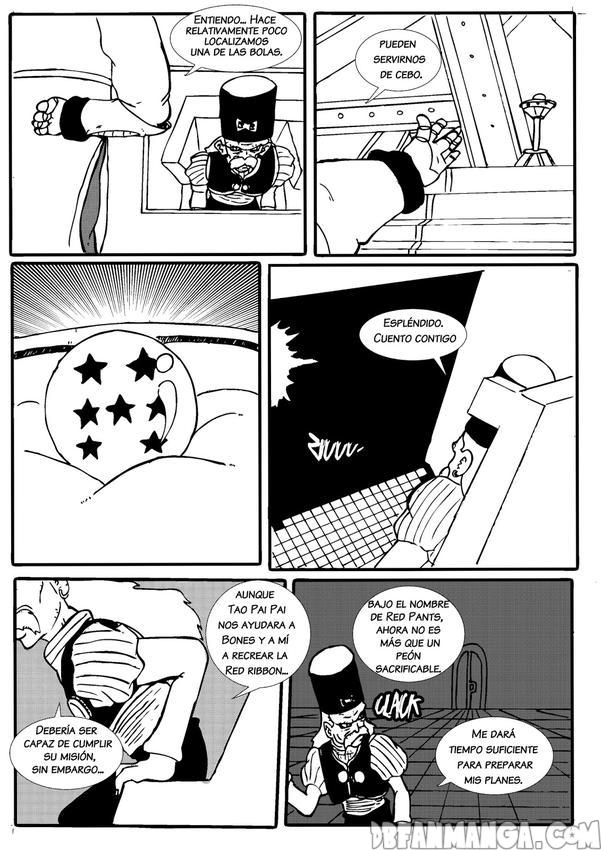 Entiendo... Hace
relativamente poco
localizamos
una de las bolas.
pueden
servirnos
de cebo.
Espléndido.
Cuento contigo
aunque
Tao Pai Pai
nos ayudara a
Bones y a mí
a recrear la
Red ribbon...
Debería ser
capaz de cumplir
su misión,
sin embargo...
bajo el nombre
de Red Pants,
ahora no es
más que un
peón
sacrificable.
CLACK
Me dará
tiempo suficiente
para preparar
mis planes.
DBFANMANGA.COM